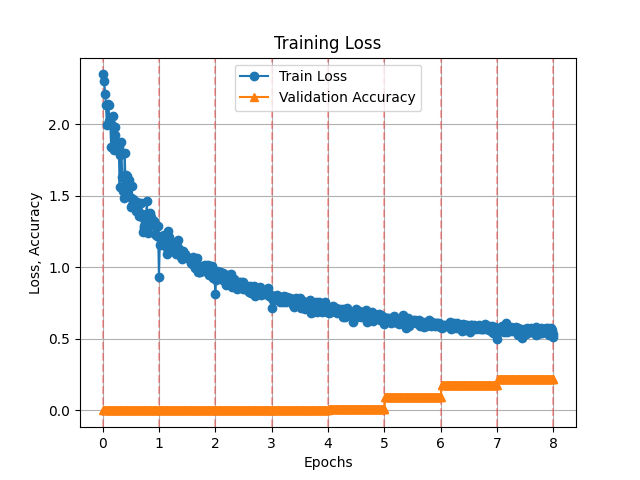 Training Loss
Train Loss
Validation Accuracy
Loss, Accuracy
2.0
1.5
1.0
0.5
0.0
0 1 2 3 4 5 6 7 8
Epochs